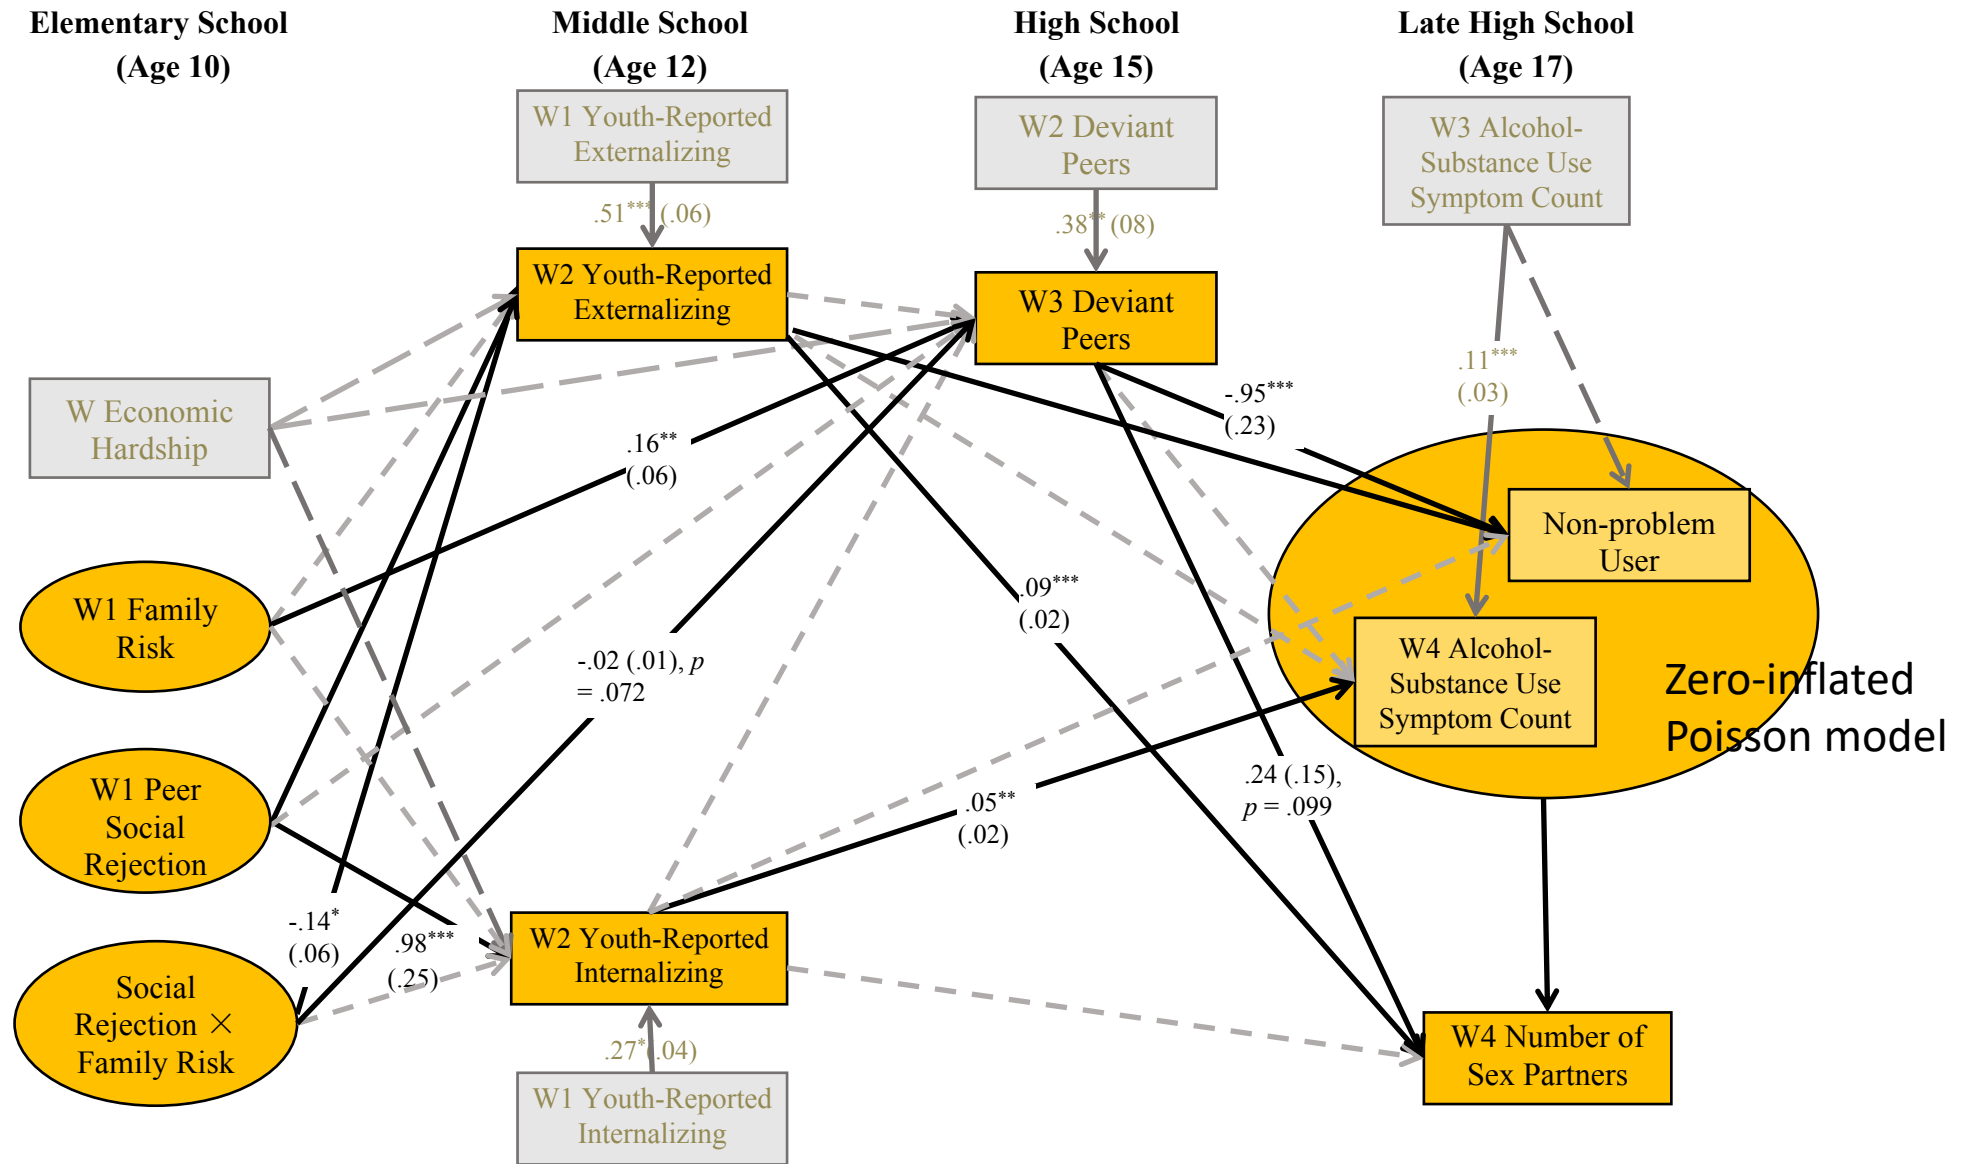 Elementary School
(Age 10)
Middle School
(Age 12)
High School
(Age 15)
Late High School
(Age 17)
W1 Youth-Reported
Externalizing
W2 Deviant
Peers
W3 Alcohol-
Substance Use
Symptom Count
.51*** (.06)
.38** (08)
W2 Youth-Reported
Externalizing
W3 Deviant
Peers
.11***
(.03)
W Economic
Hardship
-.95***
(.23)
.16**
(.06)
Non-problem
User
W1 Family
Risk
.09***
(.02)
-.02 (.01), p
= .072
W4 Alcohol-
Substance Use
Symptom Count
Zero-inflated
Poisson model
W1 Peer
Social
Rejection
.24 (.15),
p = .099
.05**
(.02)
-.14*
(.06)
.98***
(.25)
W2 Youth-Reported
Internalizing
Social
Rejection ×
Family Risk
.27*(.04)
W4 Number of
Sex Partners
W1 Youth-Reported
Internalizing